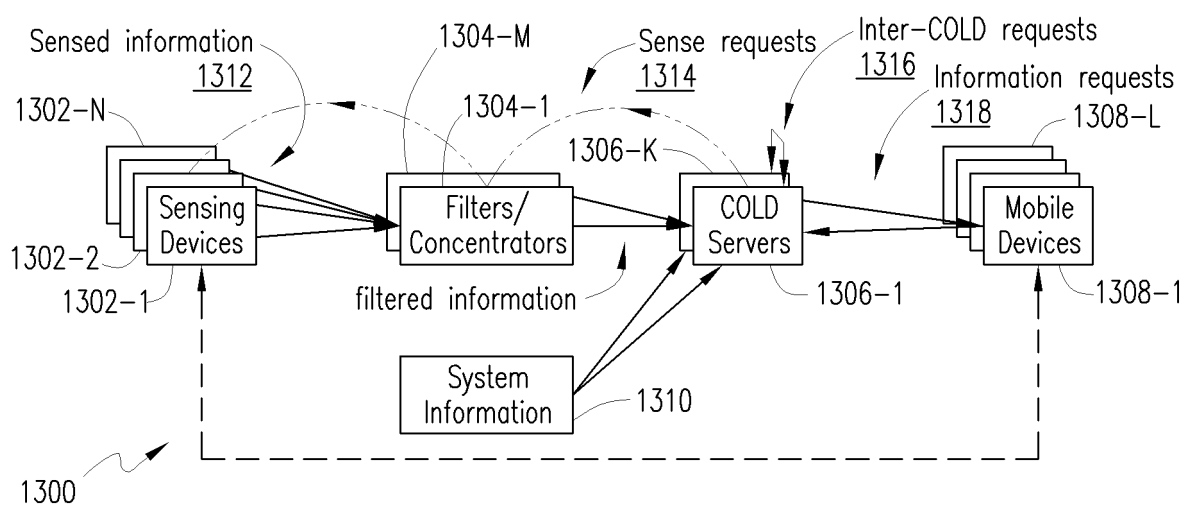 Sensed information
1312
1304-M
1304-1
Sense requests
1314
Inter-COLD requests
1316
Information requests
1318
1302-N
1306-K
1308-L
Sensing
Devices
Filters/
Concentrators
COLD
Servers
Mobile
Devices
1302-2
1302-1
filtered information
1306-1
1308-1
System
Information
1310
1300